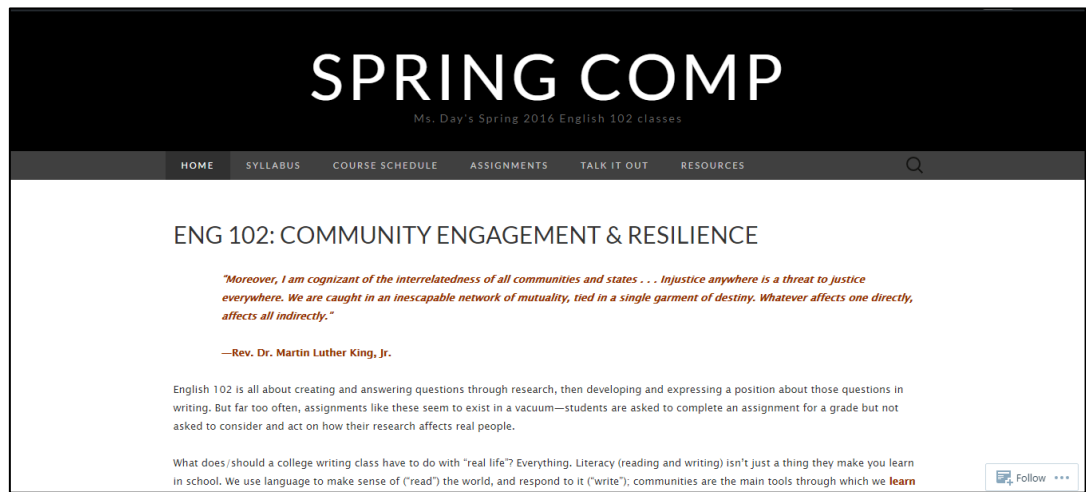 SPRING COMP
Ms. Day's Spring 2016 English 102 classes
HOME SYLLABUS COURSE SCHEDULE ASSIGNMENTS TALK IT OUT RESOURCES
ENG 102: COMMUNITY ENGAGEMENT & RESILIENCE
"Moreover, I am cognizant of the interrelatedness of all communities and states . . . Injustice anywhere is a threat to justice
everywhere. We are caught in an inescapable network of mutuality, tied in a single garment of destiny. Whatever affects one directly,
affects all indirectly."
—Rev. Dr. Martin Luther King, Jr.
English 102 is all about creating and answering questions through research, then developing and expressing a position about those questions in
writing. But far too often, assignments like these seem to exist in a vacuum—students are asked to complete an assignment for a grade but not
asked to consider and act on how their research affects real people.
What does/should a college writing class have to do with “real life”? Everything. Literacy (reading and writing) isn’t just a thing they make you learn
in school. We use language to make sense of (“read”) the world, and respond to it (“write”); communities are the main tools through which we learn
Follow